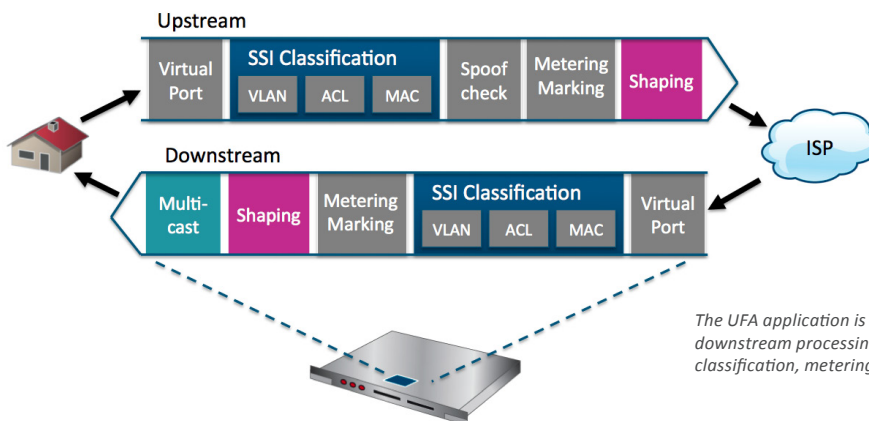 Upstream
Virtual
Port
SSI Classification
VLAN
ACL
MAC
Spoof
check
Metering
Marking
Shaping
ISP
Downstream
Multi-
cast
Shaping
Metering
Marking
SSI Classification
VLAN
ACL
MAC
Virtual
Port
The UFA application is
downstream processin
classification, metering